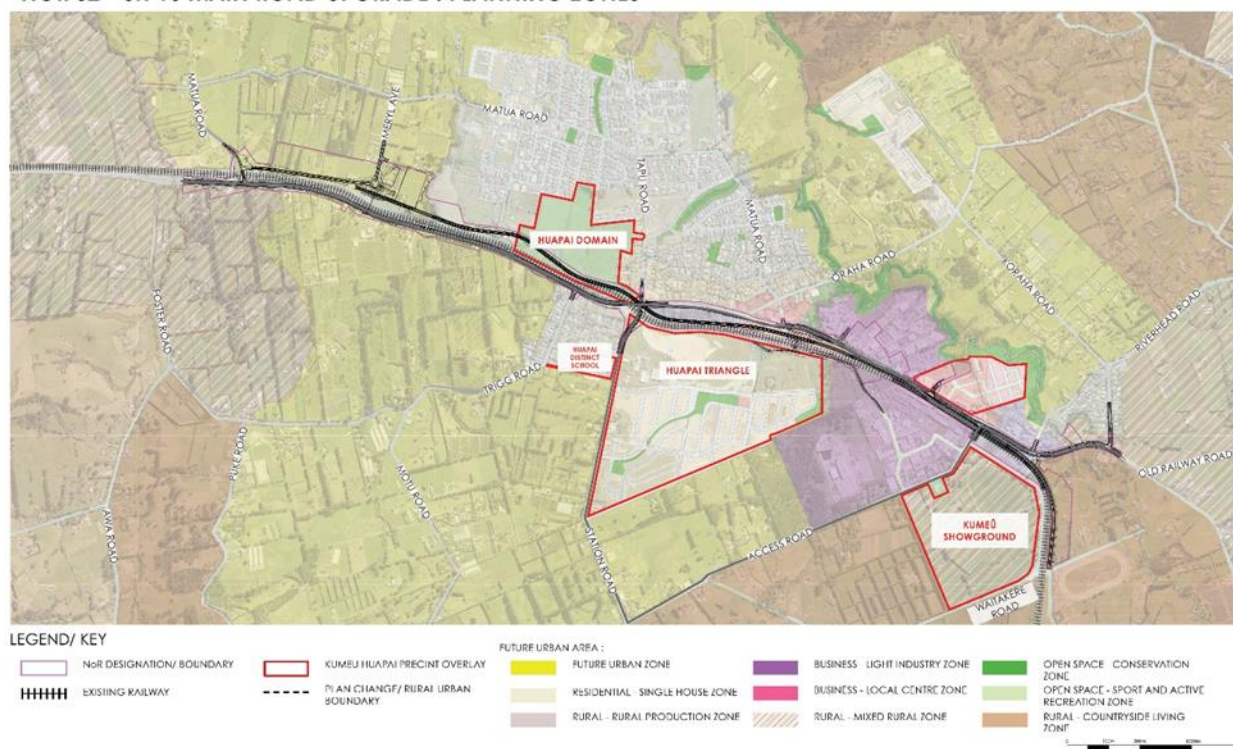 MATUA ROAD
MERYL AVE
MATUA ROAD
TAPU ROAD
MATUA ROAD
HUAPAI DOMAIN
ORAHA ROAD
KORAHA ROAD
RIVERHEAD ROAD
FOSTER ROAD
HUAPAI
DISTINCT
SCHOOL
HUAPAI TRIANGLE
TRIGG ROAD
PUKE ROAD
MOTU ROAD
OLD RAILWAY ROAD
AWA ROAD
STATION ROAD
ACCESS ROAD
KUMEŪ
SHOWGROUND
WAITAKERE
ROAD
LEGEND/ KEY
NoR DESIGNATION/ BOUNDARY
EXISTING RAILWAY
KUMEU HUAPAI PRECINT OVERLAY
PLAN CHANGE/ RURAL URBAN
BOUNDARY
FUTURE URBAN AREA :
FUTURE URBAN ZONE
RESIDENTIAL - SINGLE HOUSE ZONE
RURAL - RURAL PRODUCTION ZONE
BUSINESS - LIGHT INDUSTRY ZONE
BUSINESS - LOCAL CENTRE ZONE
RURAL - MIXED RURAL ZONE
OPEN SPACE - CONSERVATION
ZONE
OPEN SPACE - SPORT AND ACTIVE
RECREATION ZONE
RURAL - COUNTRYSIDE LIVING
ZONE